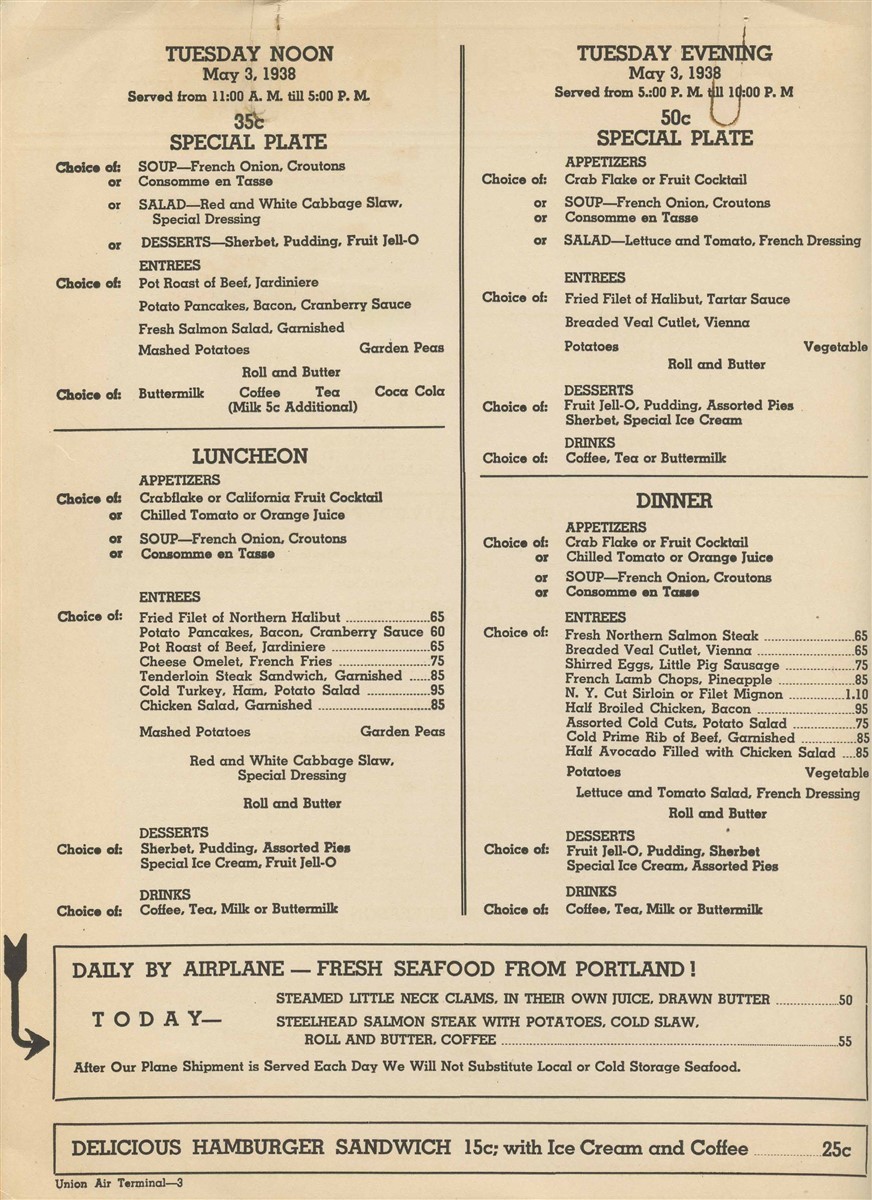 TUESDAY NOON
May 3, 1938
Served from 11:00 A. M. till 5:00 P. M.
35c
SPECIAL PLATE
Choice of: SOUP—French Onion, Croutons
or Consomme en Tasse
or SALAD—Red and White Cabbage Slaw,
Special Dressing
or DESSERTS—Sherbet, Pudding, Fruit Jell-O
ENTREES
Choice of: Pot Roast of Beef, Jardiniere
Potato Pancakes, Bacon, Cranberry Sauce
Fresh Salmon Salad, Garnished
Mashed Potatoes Garden Peas
Roll and Butter
Choice of: Buttermilk Coffee Tea Coca Cola
(Milk 5c Additional)
LUNCHEON
APPETIZERS
Choice of: Crabflake or California Fruit Cocktail
or Chilled Tomato or Orange Juice
or SOUP—French Onion, Croutons
or Consomme en Tasse
ENTREES
Choice of: Fried Filet of Northern Halibut ........................65
Potato Pancakes, Bacon, Cranberry Sauce 60
Pot Roast of Beef, Jardiniere ............................65
Cheese Omelet, French Fries ..........................75
Tenderloin Steak Sandwich, Garnished ......85
Cold Turkey, Ham, Potato Salad ..................95
Chicken Salad, Garnished ................................85
Mashed Potatoes Garden Peas
Red and White Cabbage Slaw,
Special Dressing
Roll and Butter
DESSERTS
Choice of: Sherbet, Pudding, Assorted Pies
Special Ice Cream, Fruit Jell-O
DRINKS
Choice of: Coffee, Tea, Milk or Buttermilk
TUESDAY EVENING
May 3, 1938
Served from 5.:00 P. M. till 10:00 P. M
50c
SPECIAL PLATE
APPETIZERS
Choice of: Crab Flake or Fruit Cocktail
or SOUP—French Onion, Croutons
or Consomme en Tasse
or SALAD—Lettuce and Tomato, French Dressing
ENTREES
Choice of: Fried Filet of Halibut, Tartar Sauce
Breaded Veal Cutlet, Vienna
Potatoes Vegetable
Roll and Butter
DESSERTS
Choice of: Fruit Jell-O, Pudding, Assorted Pies
Sherbet, Special Ice Cream
DRINKS
Choice of: Coffee, Tea or Buttermilk
DINNER
APPETIZERS
Choice of: Crab Flake or Fruit Cocktail
or Chilled Tomato or Orange Juice
or SOUP—French Onion, Croutons
or Consomme en Tasse
ENTREES
Choice of: Fresh Northern Salmon Steak ........................65
Breaded Veal Cutlet, Vienna ..........................65
Shirred Eggs, Little Pig Sausage ..................75
French Lamb Chops, Pineapple ....................85
N. Y. Cut Sirloin or Filet Mignon ................1.10
Half Broiled Chicken, Bacon ..........................95
Assorted Cold Cuts, Potato Salad ................75
Cold Prime Rib of Beef, Garnished ..............85
Half Avocado Filled with Chicken Salad ....85
Potatoes Vegetable
Lettuce and Tomato Salad, French Dressing
Roll and Butter
DESSERTS
Choice of: Fruit Jell-O, Pudding, Sherbet
Special Ice Cream, Assorted Pies
DRINKS
Choice of: Coffee, Tea, Milk or Buttermilk
DAILY BY AIRPLANE — FRESH SEAFOOD FROM PORTLAND !
TODAY—
STEAMED LITTLE NECK CLAMS, IN THEIR OWN JUICE, DRAWN BUTTER ................50
STEELHEAD SALMON STEAK WITH POTATOES, COLD SLAW,
ROLL AND BUTTER, COFFEE ................................55
After Our Plane Shipment is Served Each Day We Will Not Substitute Local or Cold Storage Seafood.
DELICIOUS HAMBURGER SANDWICH 15c; with Ice Cream and Coffee ................25c
Union Air Terminal—3